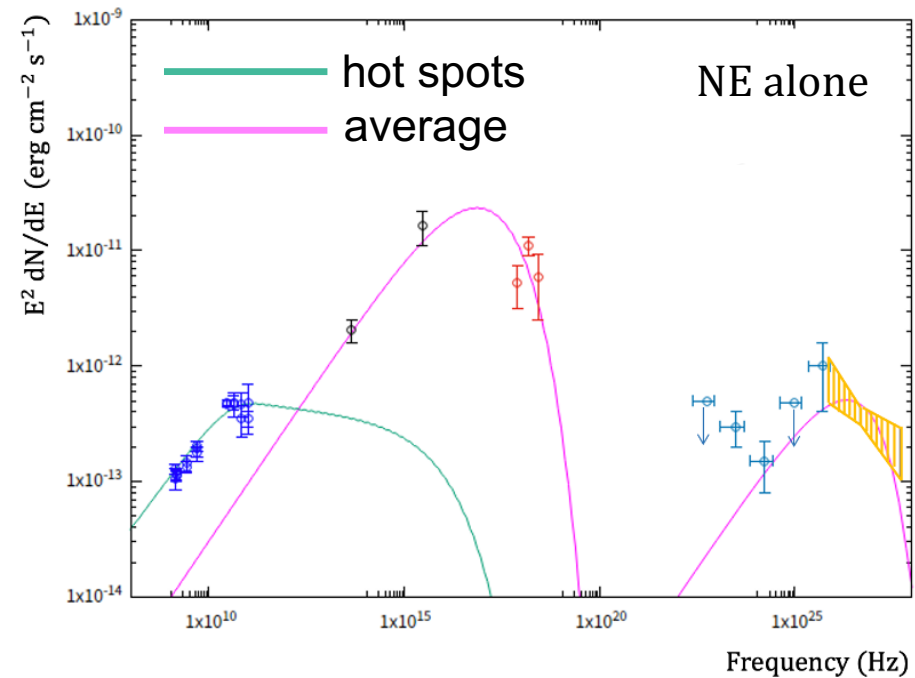 E² dN/dE (erg cm⁻² s⁻¹)
1x10⁻⁹
1x10⁻¹⁰
1x10⁻¹¹
1x10⁻¹²
1x10⁻¹³
1x10⁻¹⁴
hot spots
average
NE alone
1x10¹⁰
1x10¹⁵
1x10²⁰
1x10²⁵
Frequency (Hz)